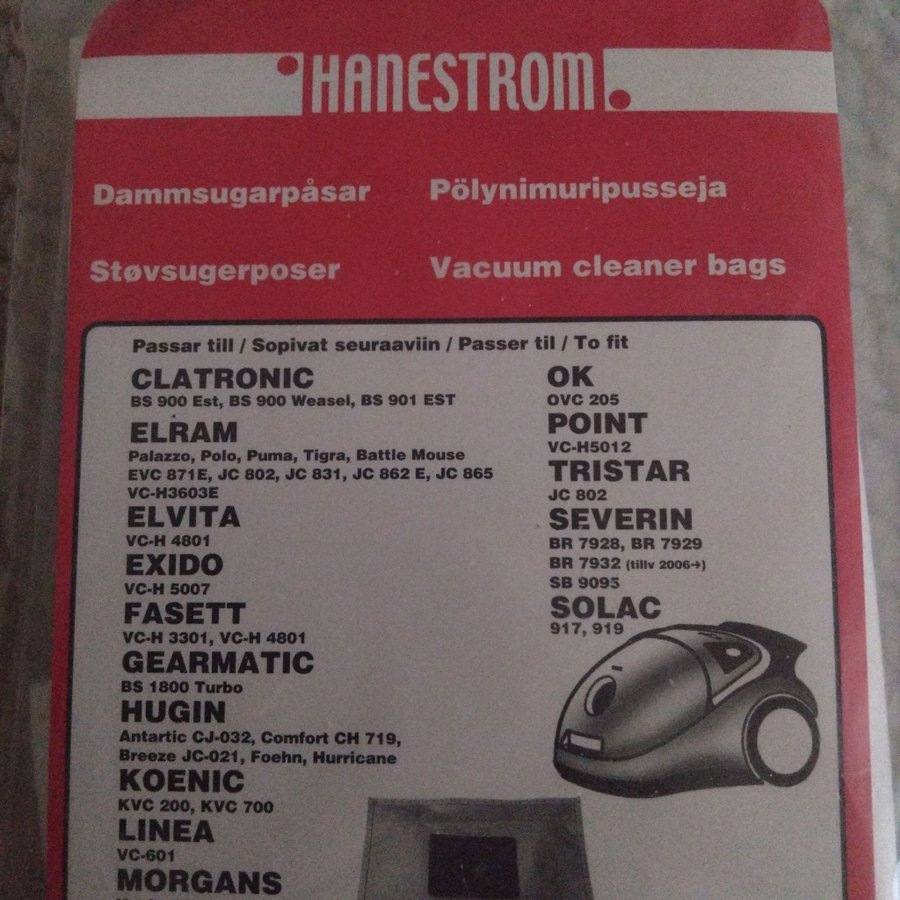 HANESTROM
Dammsugarpåsar
Pölynimuripusseja
Støvsugerposer
Vacuum cleaner bags
Passar till / Sopivat seuraaviin / Passer til / To fit
CLATRONIC
BS 900 Est, BS 900 Weasel, BS 901 EST
ELRAM
Palazzo, Polo, Puma, Tigra, Battle Mouse
EVC 871E, JC 802, JC 831, JC 862 E, JC 865
VC-H3603E
ELVITA
VC-H 4801
EXIDO
VC-H 5007
FASETT
VC-H 3301, VC-H 4801
GEARMATIC
BS 1800 Turbo
HUGIN
Antartic CJ-032, Comfort CH 719,
Breeze JC-021, Foehn, Hurricane
KOENIC
KVC 200, KVC 700
LINEA
VC-601
MORGANS
OK
OVC 205
POINT
VC-H5012
TRISTAR
JC 802
SEVERIN
BR 7928, BR 7929
BR 7932 (tillv 2006→)
SB 9095
SOLAC
917, 919